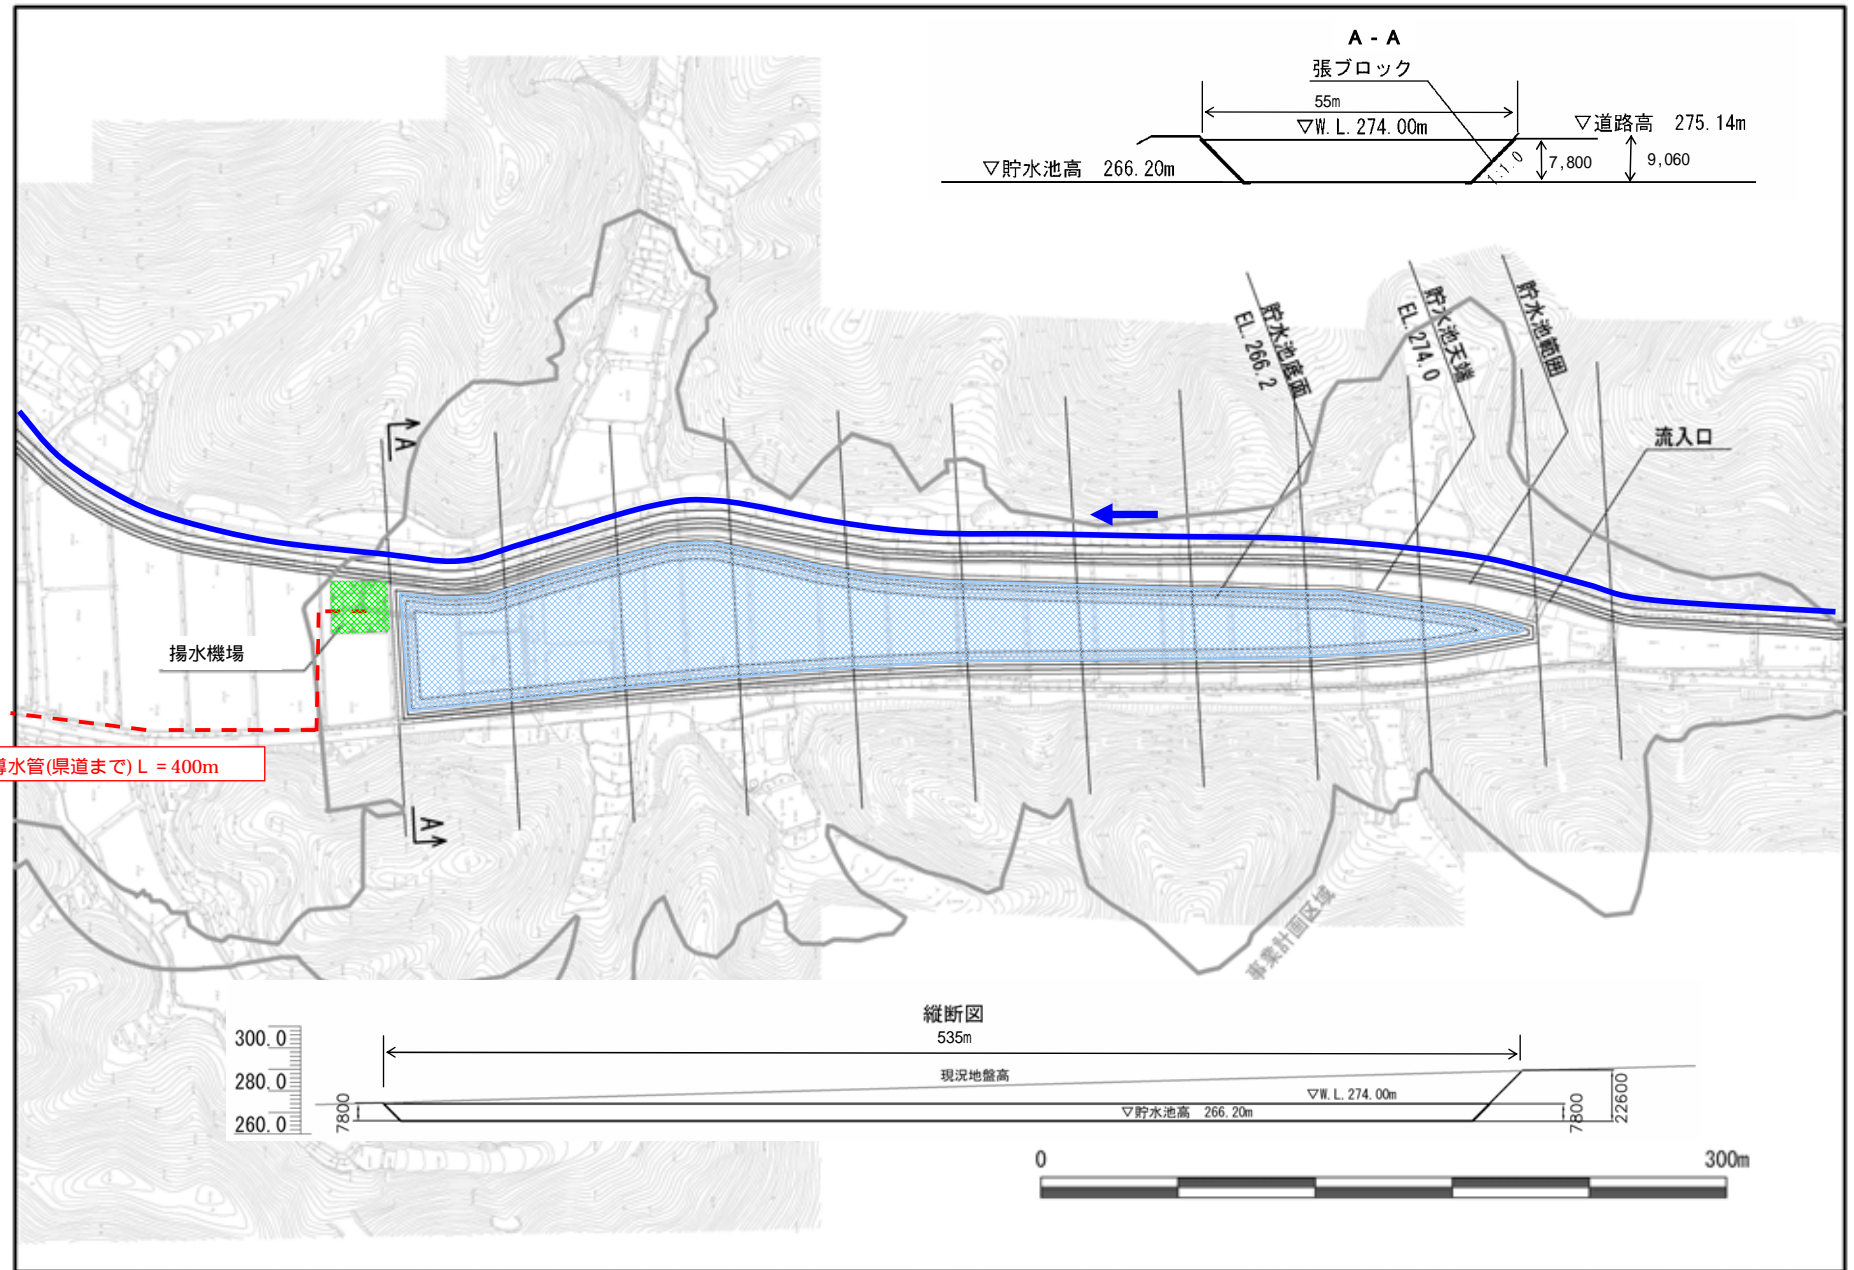 A - A
張ブロック
55m
▽W.L.274.00m
▽道路高 275.14m
▽貯水池高 266.20m
1:1.0
7,800
9,060
貯水池底面
EL.266.2
貯水池天端
EL.274.0
貯水池範囲
流入口
A
揚水機場
導水管(県道まで) L = 400m
A
事業計画区域
縦断図
535m
300.0
280.0
260.0
現況地盤高
▽W.L.274.00m
▽貯水池高 266.20m
7800
7800
22600
0
300m